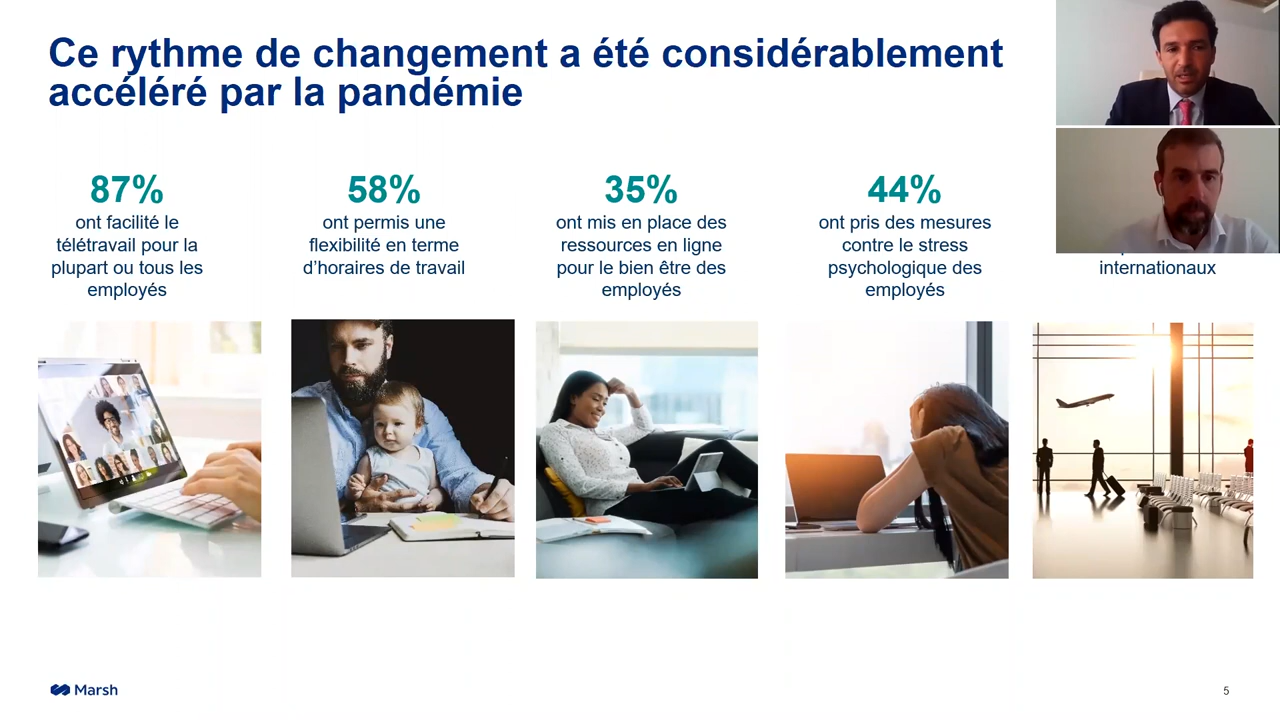 Ce rythme de changement a été considérablement
accéléré par la pandémie
87%
ont facilité le
télétravail pour la
plupart ou tous les
employés
58%
ont permis une
flexibilité en terme
d’horaires de travail
35%
ont mis en place des
ressources en ligne
pour le bien être des
employés
44%
ont pris des mesures
contre le stress
psychologique des
employés
internationaux
Marsh
5